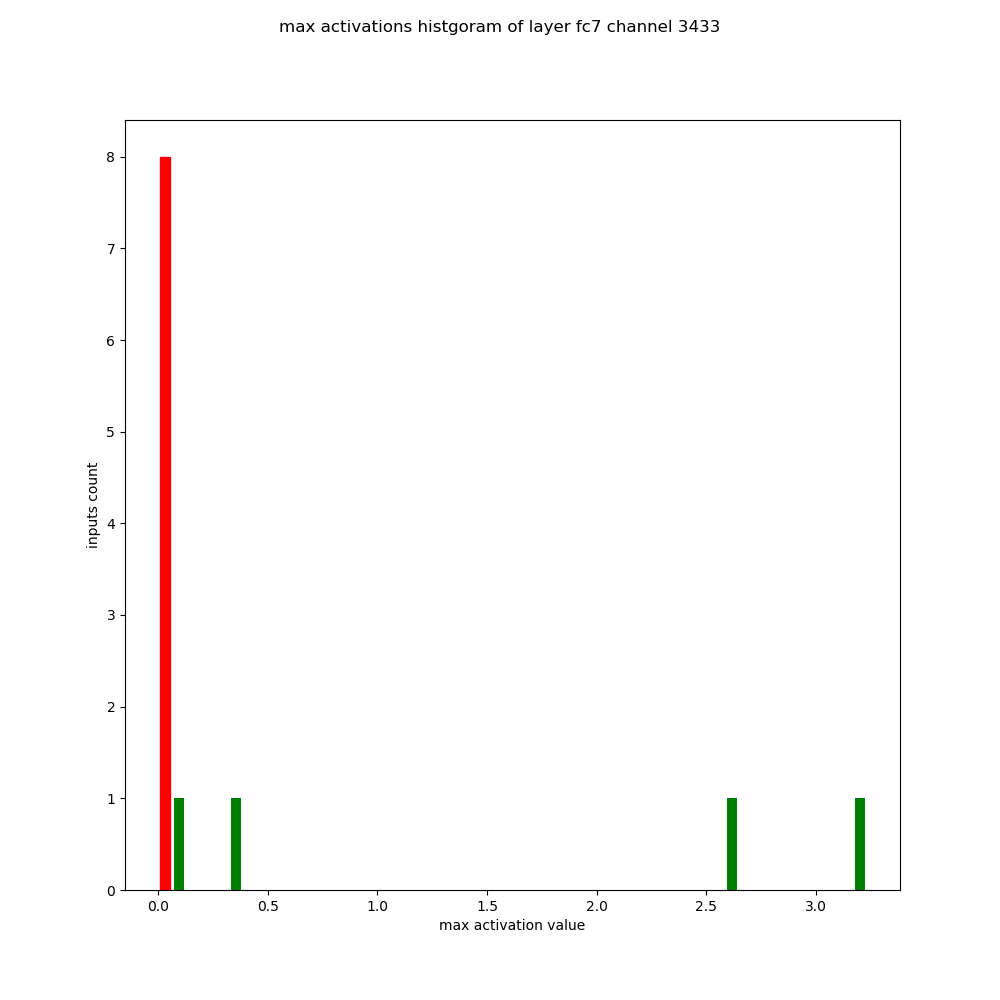 max activations histgoram of layer fc7 channel 3433
8
7
6
5
4
3
2
1
0
inputs count
0.0 0.5 1.0 1.5 2.0 2.5 3.0
max activation value